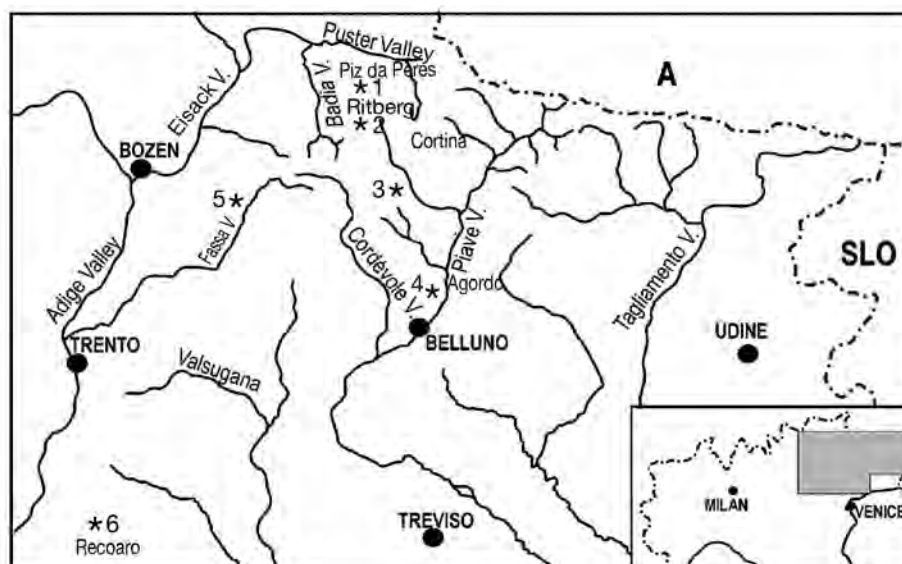 Puster Valley
A
Piz da Peres
* 1
Eisack V.
Badia V.
Ritberg
* 2
Cortina
BOZEN
3 *
5 *
SLO
Fassa V.
Cordévole V.
Piave V.
Tagliamento V.
Adige Valley
4 *
Agordo
TRENTO
BELLUNO
UDINE
Valsugana
MILAN
VENICE
TREVISO
* 6
Recoaro